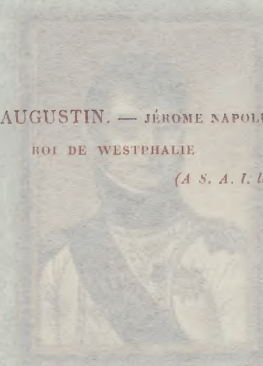 AUGUSTIN. — JÉROME NAPOL
ROI DE WESTPHALIE
(A S. A. I.